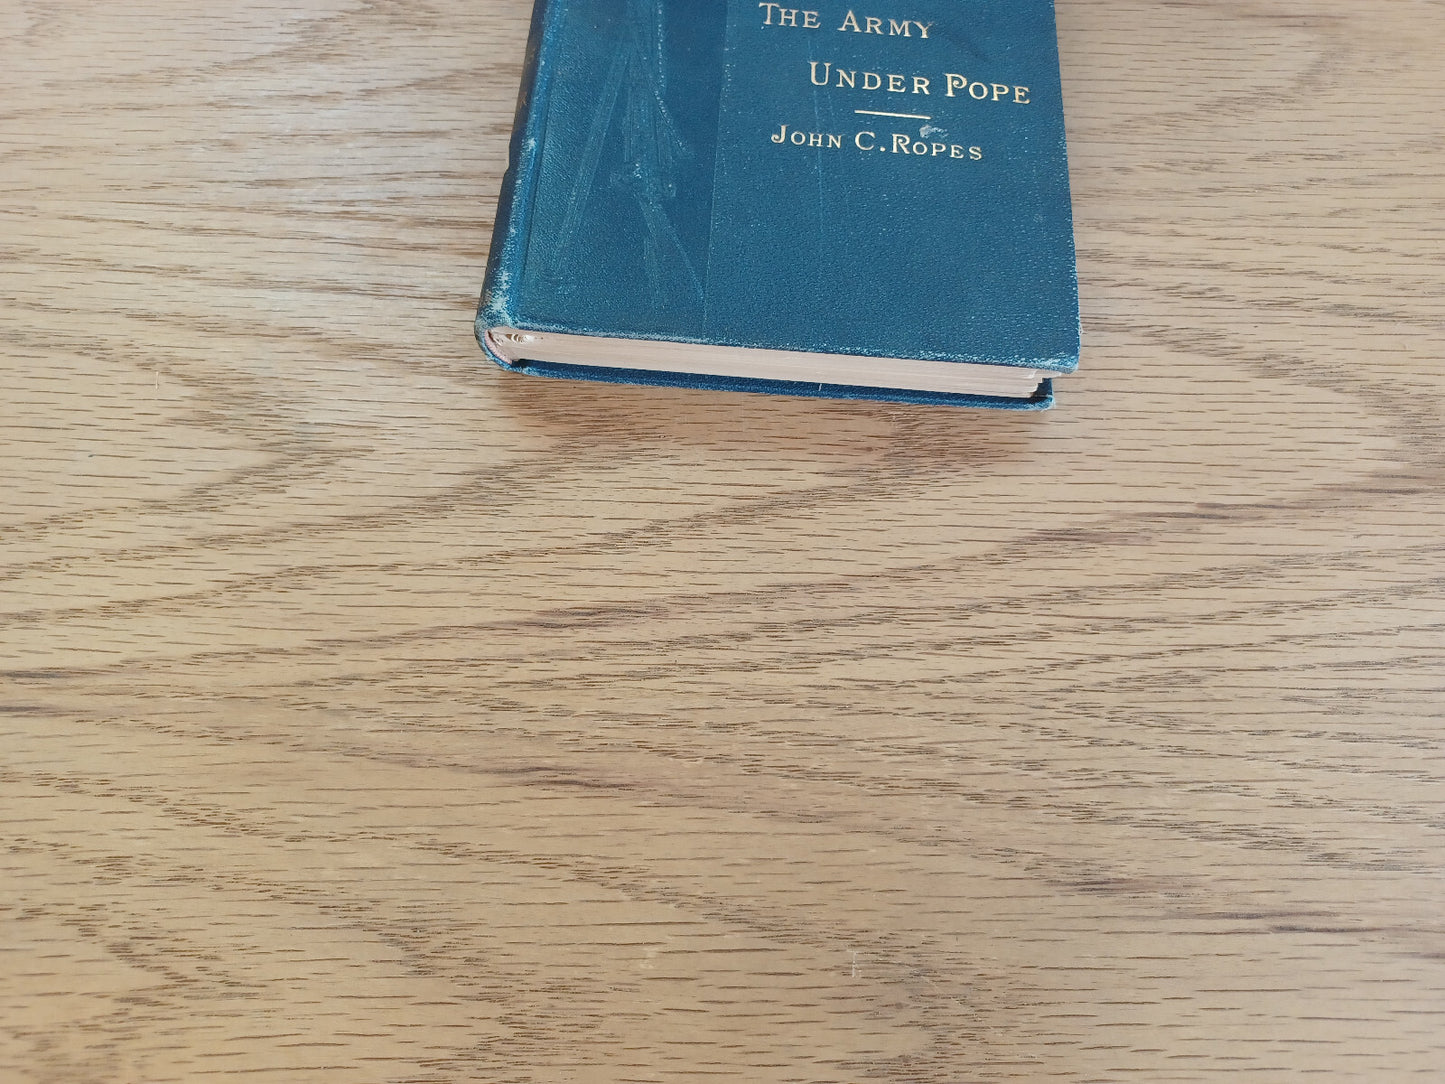 The Army
Under Pope
John C. Ropes